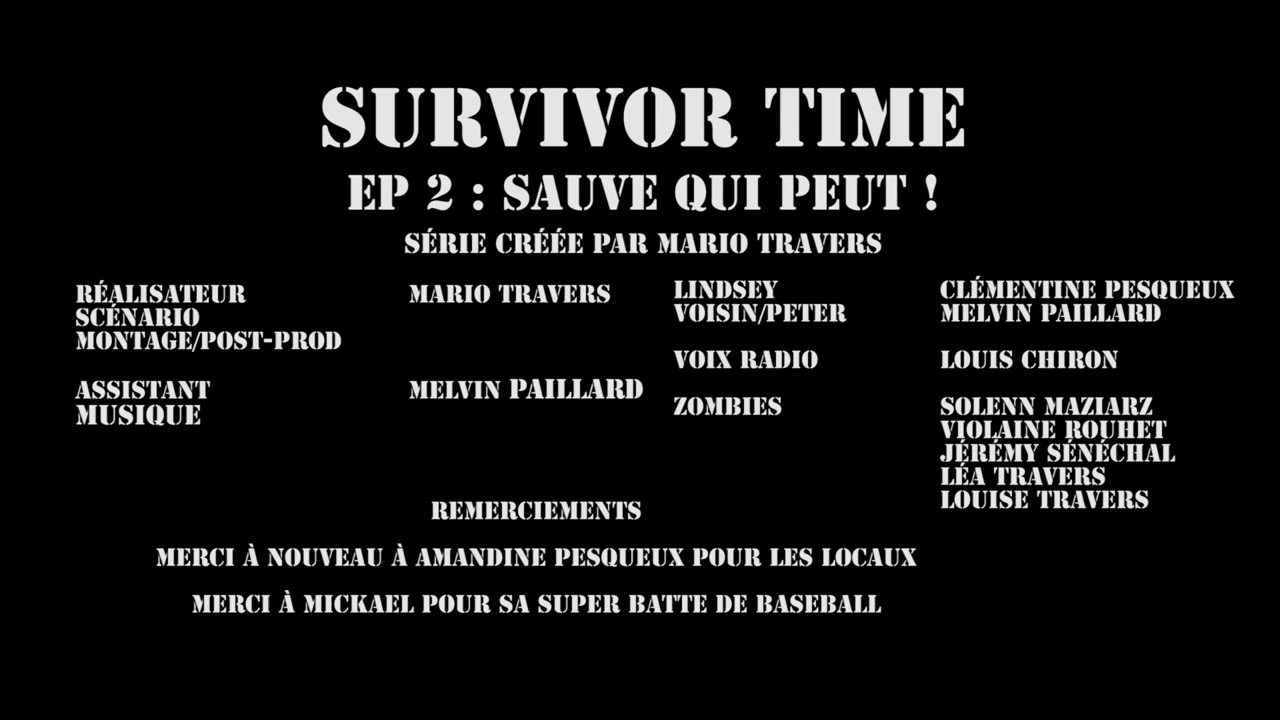 SURVIVOR TIME
EP 2 : SAUVE QUI PEUT !
SÉRIE CRÉÉE PAR MARIO TRAVERS
RÉALISATEUR
SCÉNARIO
MONTAGE/POST-PROD
MARIO TRAVERS
ASSISTANT
MUSIQUE
MELVIN PAILLARD
LINDSEY CLÉMENTINE PESQUEUX
VOISIN/PETER MELVIN PAILLARD
VOIX RADIO LOUIS CHIRON
ZOMBIES SOLENN MAZIARZ
VIOLAINE ROUHET
JÉRÉMY SÉNÉCHAL
LÉA TRAVERS
LOUISE TRAVERS
REMERCIEMENTS
MERCI À NOUVEAU À AMANDINE PESQUEUX POUR LES LOCAUX
MERCI À MICKAEL POUR SA SUPER BATTE DE BASEBALL